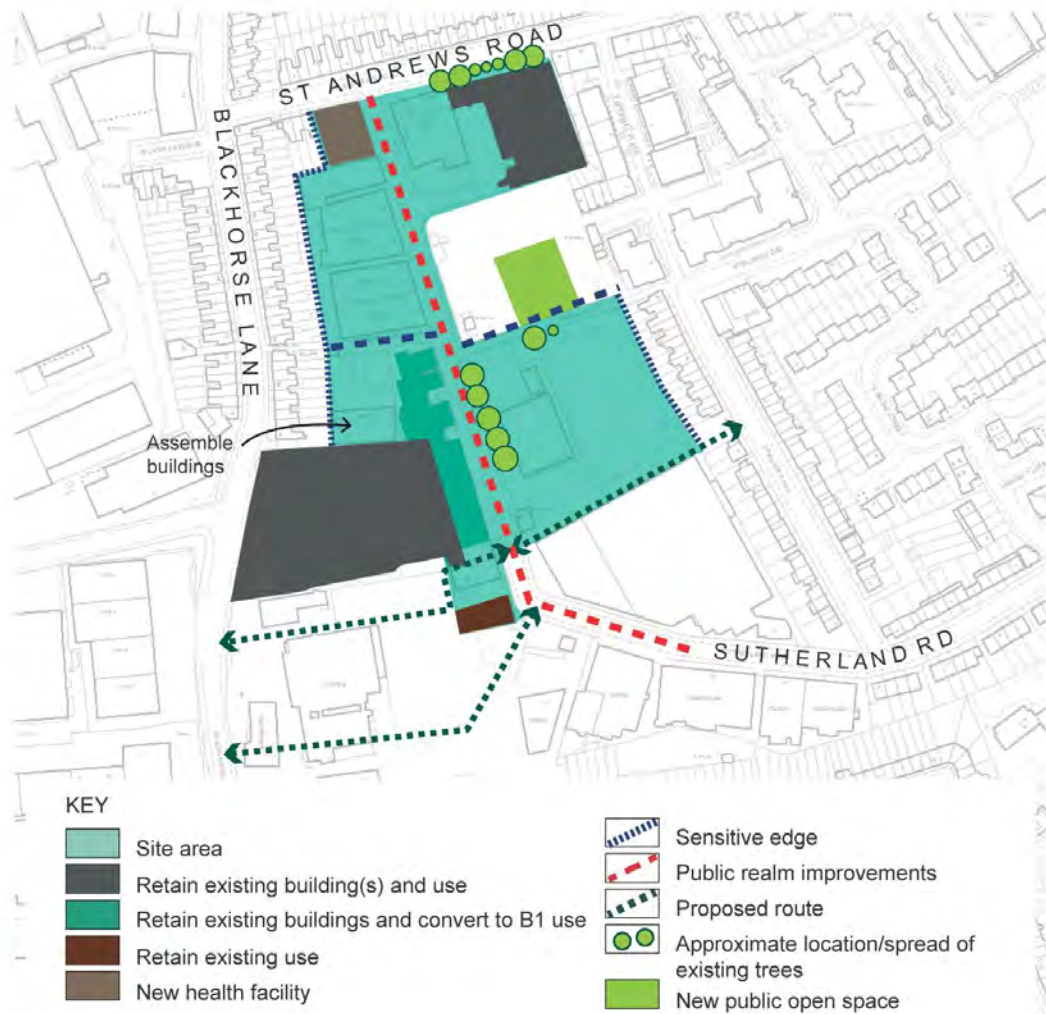 ST ANDREWS ROAD
BLACKHORSE LANE
Assemble
buildings
SUTHERLAND RD
KEY
Site area
Retain existing building(s) and use
Retain existing buildings and convert to B1 use
Retain existing use
New health facility
Sensitive edge
Public realm improvements
Proposed route
Approximate location/spread of
existing trees
New public open space